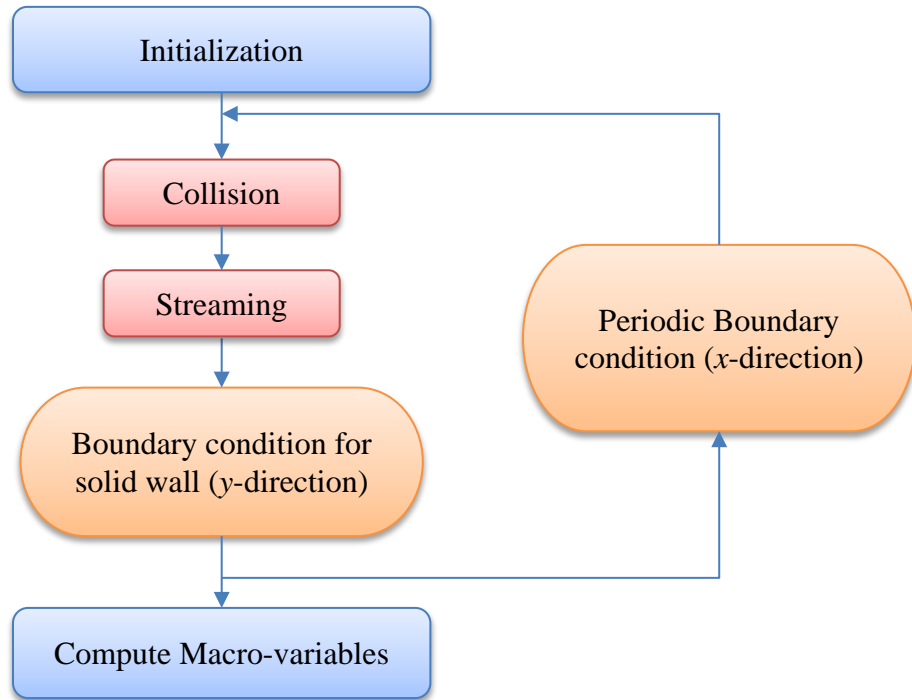 Initialization
Collision
Streaming
Boundary condition for
solid wall (y-direction)
Compute Macro-variables
Periodic Boundary
condition (x-direction)